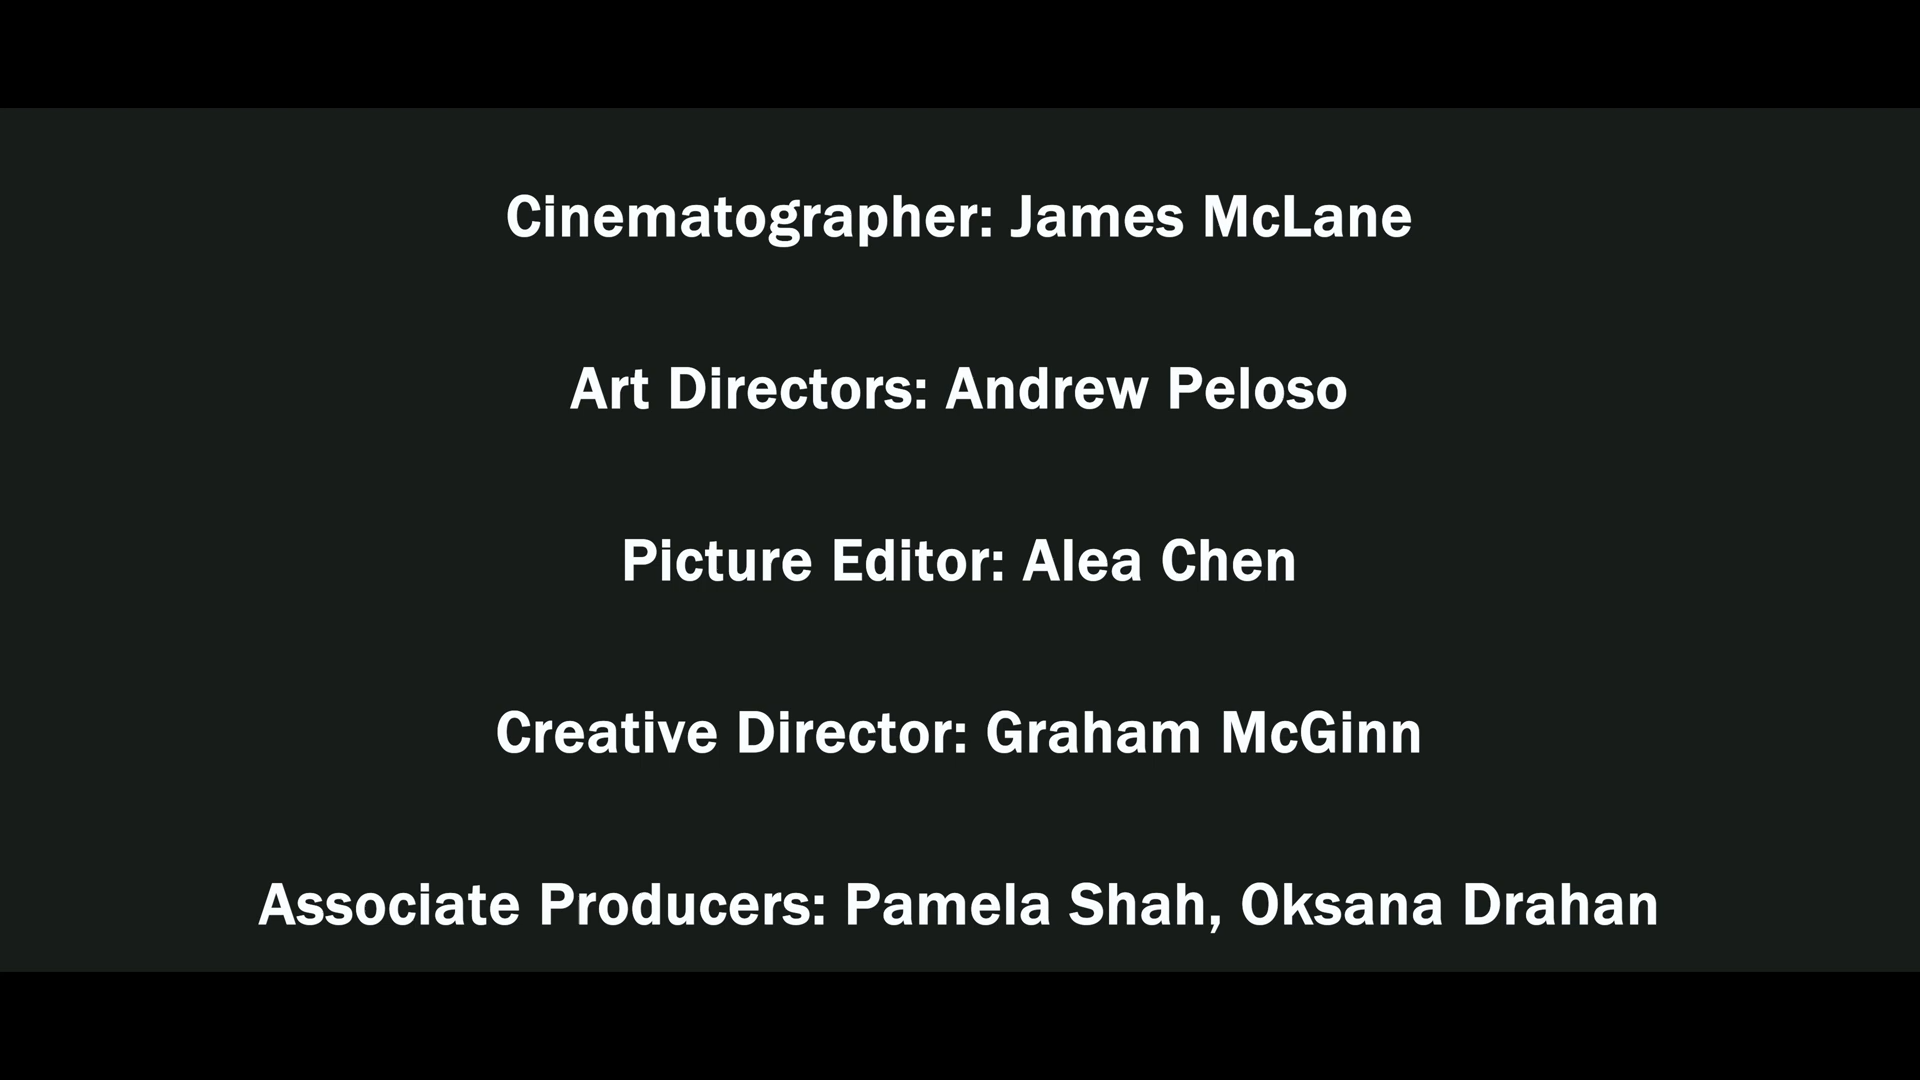 Cinematographer: James McLane
Art Directors: Andrew Peloso
Picture Editor: Alea Chen
Creative Director: Graham McGinn
Associate Producers: Pamela Shah, Oksana Drahan